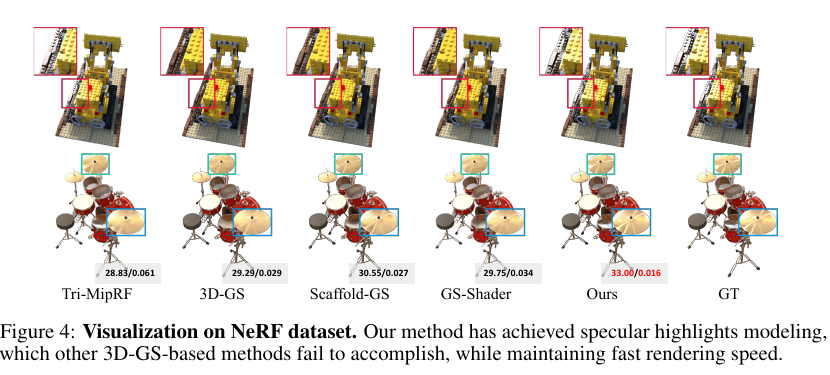 28.83/0.061 29.29/0.029 30.55/0.027 29.75/0.034 33.00/0.016
Tri-MipRF 3D-GS Scaffold-GS GS-Shader Ours GT
Figure 4: Visualization on NeRF dataset. Our method has achieved specular highlights modeling,
which other 3D-GS-based methods fail to accomplish, while maintaining fast rendering speed.